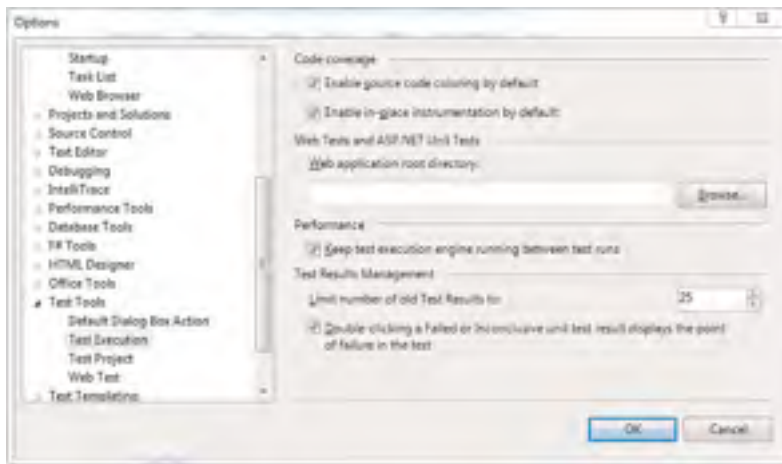 Options
Startup
Task List
Web Browser
Projects and Solutions
Source Control
Text Editor
Debugging
IntelliTrace
Performance Tools
Database Tools
F# Tools
HTML Designer
Office Tools
Test Tools
Default Dialog Box Action
Test Execution
Test Project
Web Test
Text Templating
Code coverage
Enable source code coloring by default
Enable in-place instrumentation by default
Web Tests and ASP.NET Unit Tests
Web application root directory:
Browse...
Performance
Keep test execution engine running between test runs
Test Results Management
Limit number of old Test Results to:
25
Double-clicking a Failed or Inconclusive unit test result displays the point
of failure in the test
OK
Cancel